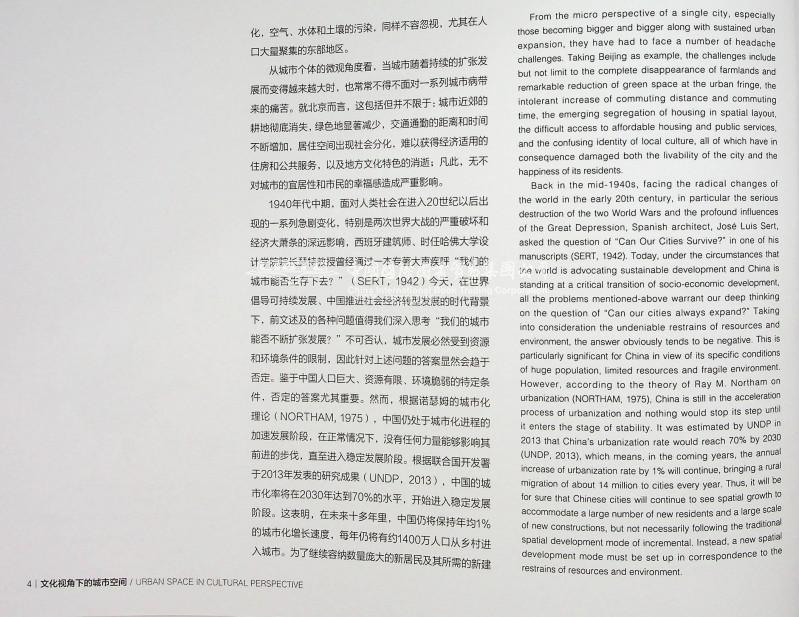 化，空气、水体和土壤的污染，同样不容忽视，尤其在人
口大量聚集的东部地区。
从城市个体的微观角度看，当城市随着持续的扩张发
展而变得越来越大时，也常常不得不面对一系列城市病带
来的痛苦。就北京而言，这包括但并不限于：城市近郊的
耕地彻底消失，绿色地显著减少，交通通勤的距离和时间
不断增加，居住空间出现社会分化，难以获得经济适用的
住房和公共服务，以及地方文化特色的消逝；凡此，无不
对城市的宜居性和市民的幸福感造成严重影响。
1940年代中期，面对人类社会在进入20世纪以后出
现的一系列急剧变化，特别是两次世界大战的严重破坏和
经济大萧条的深远影响，西班牙建筑师、时任哈佛大学设
计学院院长瑟特教授曾经通过一本专著大声疾呼“我们的
城市能否生存下去？”（SERT，1942）今天，在世界
倡导可持续发展、中国推进社会经济转型发展的时代背景
下，前文述及的各种问题值得我们深入思考“我们的城市
能否不断扩张发展？”不可否认，城市发展必然受到资源
和环境条件的限制，因此针对上述问题的答案显然会趋于
否定。鉴于中国人口巨大、资源有限、环境脆弱的特定条
件，否定的答案尤其重要。然而，根据诺瑟姆的城市化
理论（NORTHAM, 1975），中国仍处于城市化进程的
加速发展阶段，在正常情况下，没有任何力量能够影响其
前进的步伐，直至进入稳定发展阶段。根据联合国开发署
于2013年发表的研究成果（UNDP，2013），中国的城
市化率将在2030年达到70%的水平，开始进入稳定发展
阶段。这表明，在未来十多年里，中国仍将保持年均1%
的城市化增长速度，每年仍将有约1400万人口从乡村进
入城市。为了继续容纳数量庞大的新居民及其所需的新建
From the micro perspective of a single city, especially
those becoming bigger and bigger along with sustained urban
expansion, they have had to face a number of headache
challenges. Taking Beijing as example, the challenges include
but not limit to the complete disappearance of farmlands and
remarkable reduction of green space at the urban fringe, the
intolerant increase of commuting distance and commuting
time, the emerging segregation of housing in spatial layout,
the difficult access to affordable housing and public services,
and the confusing identity of local culture, all of which have in
consequence damaged both the livability of the city and the
happiness of its residents.
Back in the mid-1940s, facing the radical changes of
the world in the early 20th century, in particular the serious
destruction of the two World Wars and the profound influences
of the Great Depression, Spanish architect, José Luis Sert,
asked the question of “Can Our Cities Survive?” in one of his
manuscripts (SERT, 1942). Today, under the circumstances that
the world is advocating sustainable development and China is
standing at a critical transition of socio-economic development,
all the problems mentioned-above warrant our deep thinking
on the question of “Can our cities always expand?” Taking
into consideration the undeniable restrains of resources and
environment, the answer obviously tends to be negative. This is
particularly significant for China in view of its specific conditions
of huge population, limited resources and fragile environment.
However, according to the theory of Ray M. Northam on
urbanization (NORTHAM, 1975), China is still in the acceleration
process of urbanization and nothing would stop its step until
it enters the stage of stability. It was estimated by UNDP in
2013 that China's urbanization rate would reach 70% by 2030
(UNDP, 2013), which means, in the coming years, the annual
increase of urbanization rate by 1% will continue, bringing a rural
migration of about 14 million to cities every year. Thus, it will be
for sure that Chinese cities will continue to see spatial growth to
accommodate a large number of new residents and a large scale
of new constructions, but not necessarily following the traditional
spatial development mode of incremental. Instead, a new spatial
development mode must be set up in correspondence to the
restrains of resources and environment.
4 | 文化视角下的城市空间 / URBAN SPACE IN CULTURAL PERSPECTIVE